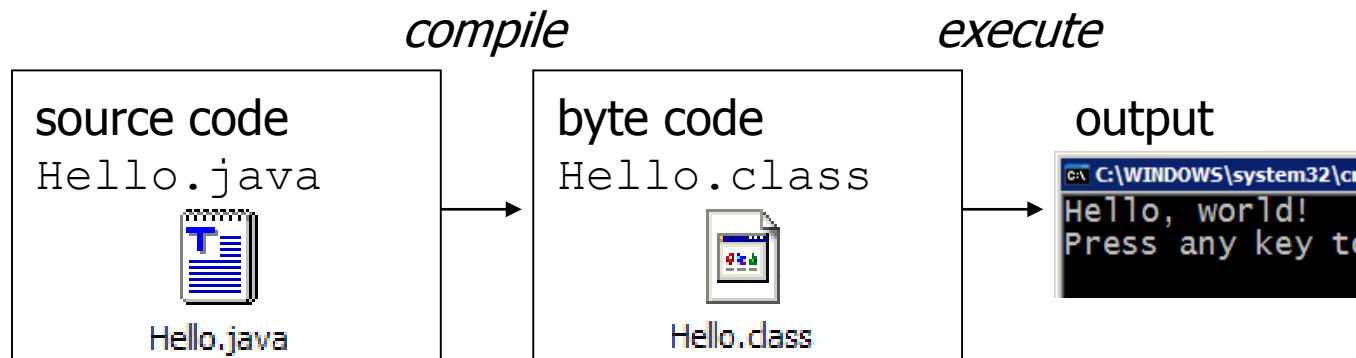 compile execute
source code
Hello.java
T
Hello.java
byte code
Hello.class
Hello.class
output
C:\WINDOWS\system32\c
Hello, world!
Press any key t